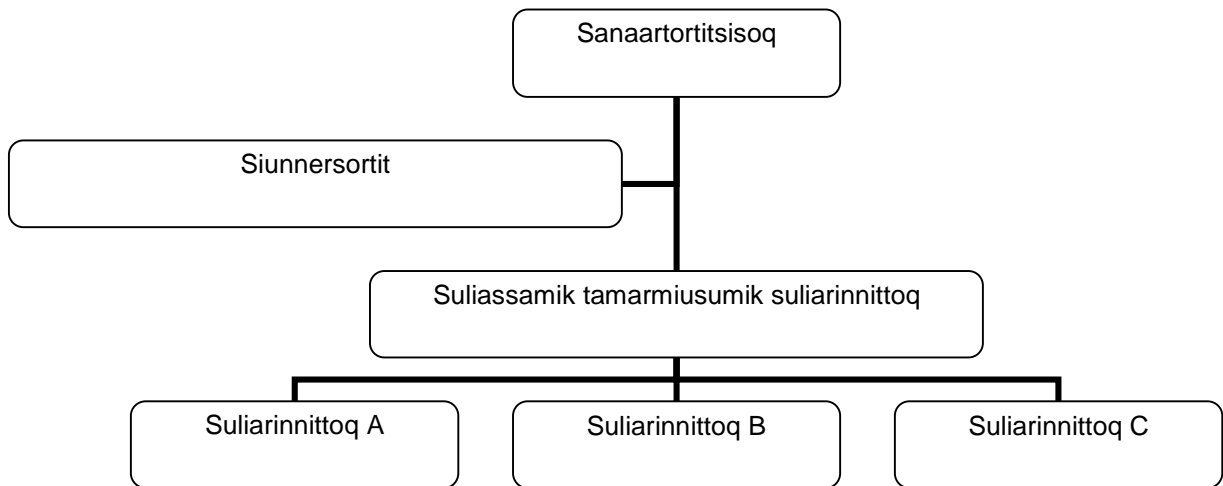 Sanaartortitsisoq
Siunnersortit
Suliassamik tamarmiusumik suliarinnittoq
Suliarinnittoq A
Suliarinnittoq B
Suliarinnittoq C